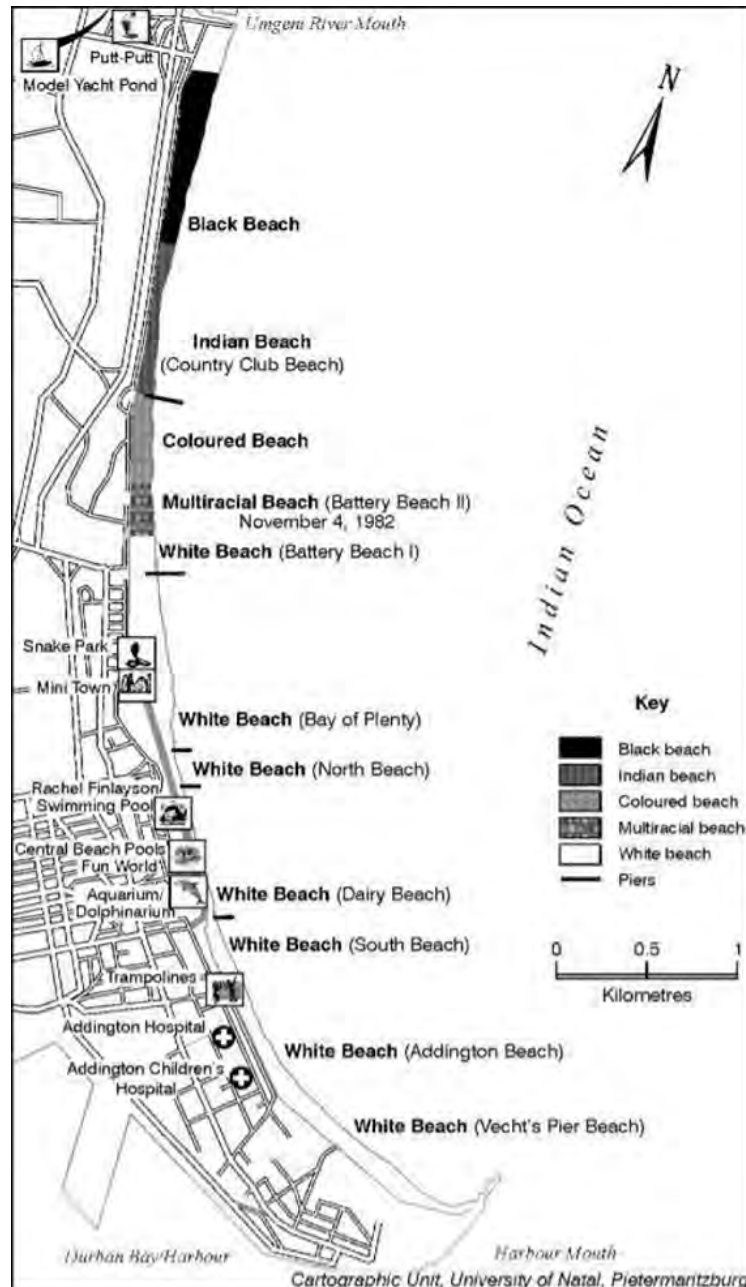 Umgeni River Mouth
Putt-Putt
Model Yacht Pond
N
Black Beach
Indian Beach
(Country Club Beach)
Coloured Beach
Multiracial Beach (Battery Beach II)
November 4, 1982
White Beach (Battery Beach I)
Indian Ocean
Snake Park
Mini Town
White Beach (Bay of Plenty)
White Beach (North Beach)
Rachel Finlayson
Swimming Pool
Central Beach Pools
Fun World
Aquarium/
Dolphinarium
White Beach (Dairy Beach)
White Beach (South Beach)
Trampolines
Addington Hospital
White Beach (Addington Beach)
Addington Children's
Hospital
White Beach (Vecht's Pier Beach)
Key
Black beach
Indian beach
Coloured beach
Multiracial beach
White beach
Piers
0 0.5 1
Kilometres
Durban Bay/Harbour
Harbour Mouth
Cartographic Unit, University of Natal, Pietermaritzburg